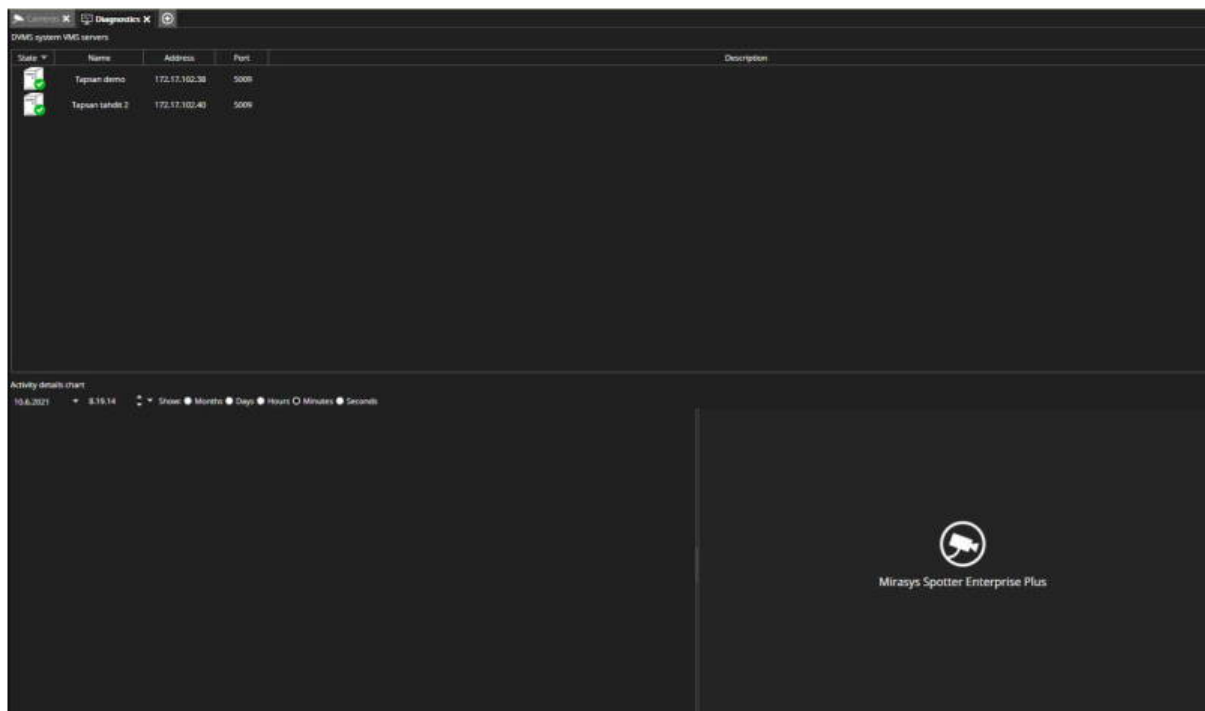 Cameras Diagnostics
DVMS system VMS servers
State Name Address Port Description
Tapsan demo 172.17.102.38 5009
Tapsan tahdit 2 172.17.102.40 5009
Activity details chart
10.6.2021 8.19.14 Show: Months Days Hours Minutes Seconds
Mirasys Spotter Enterprise Plus